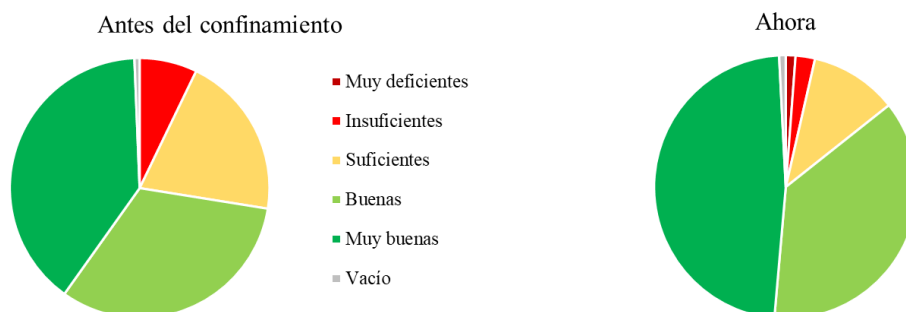 Antes del confinamiento
Ahora
Muy deficientes
Insuficientes
Suficientes
Buenas
Muy buenas
Vacío